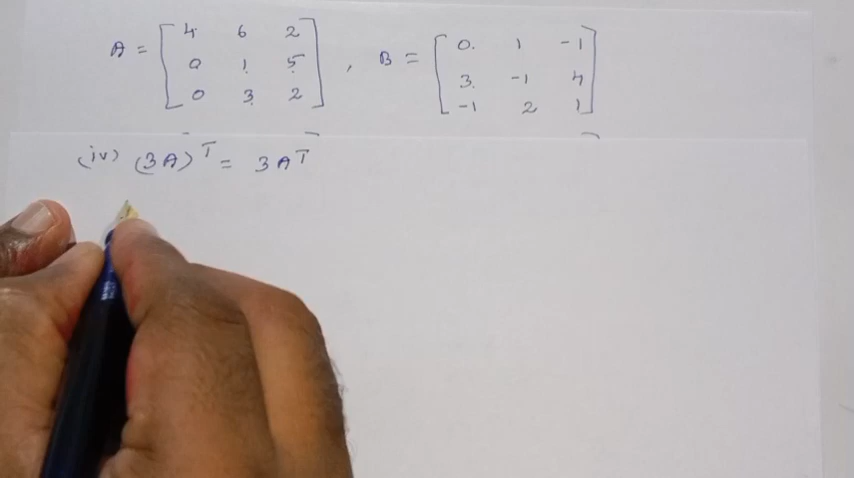 A = [ 4 6 2
0 1 5
0 3 2 ] , B = [ 0. 1 -1
3. -1 4
-1 2 1 ]
(iv) (3A)ᵀ = 3Aᵀ